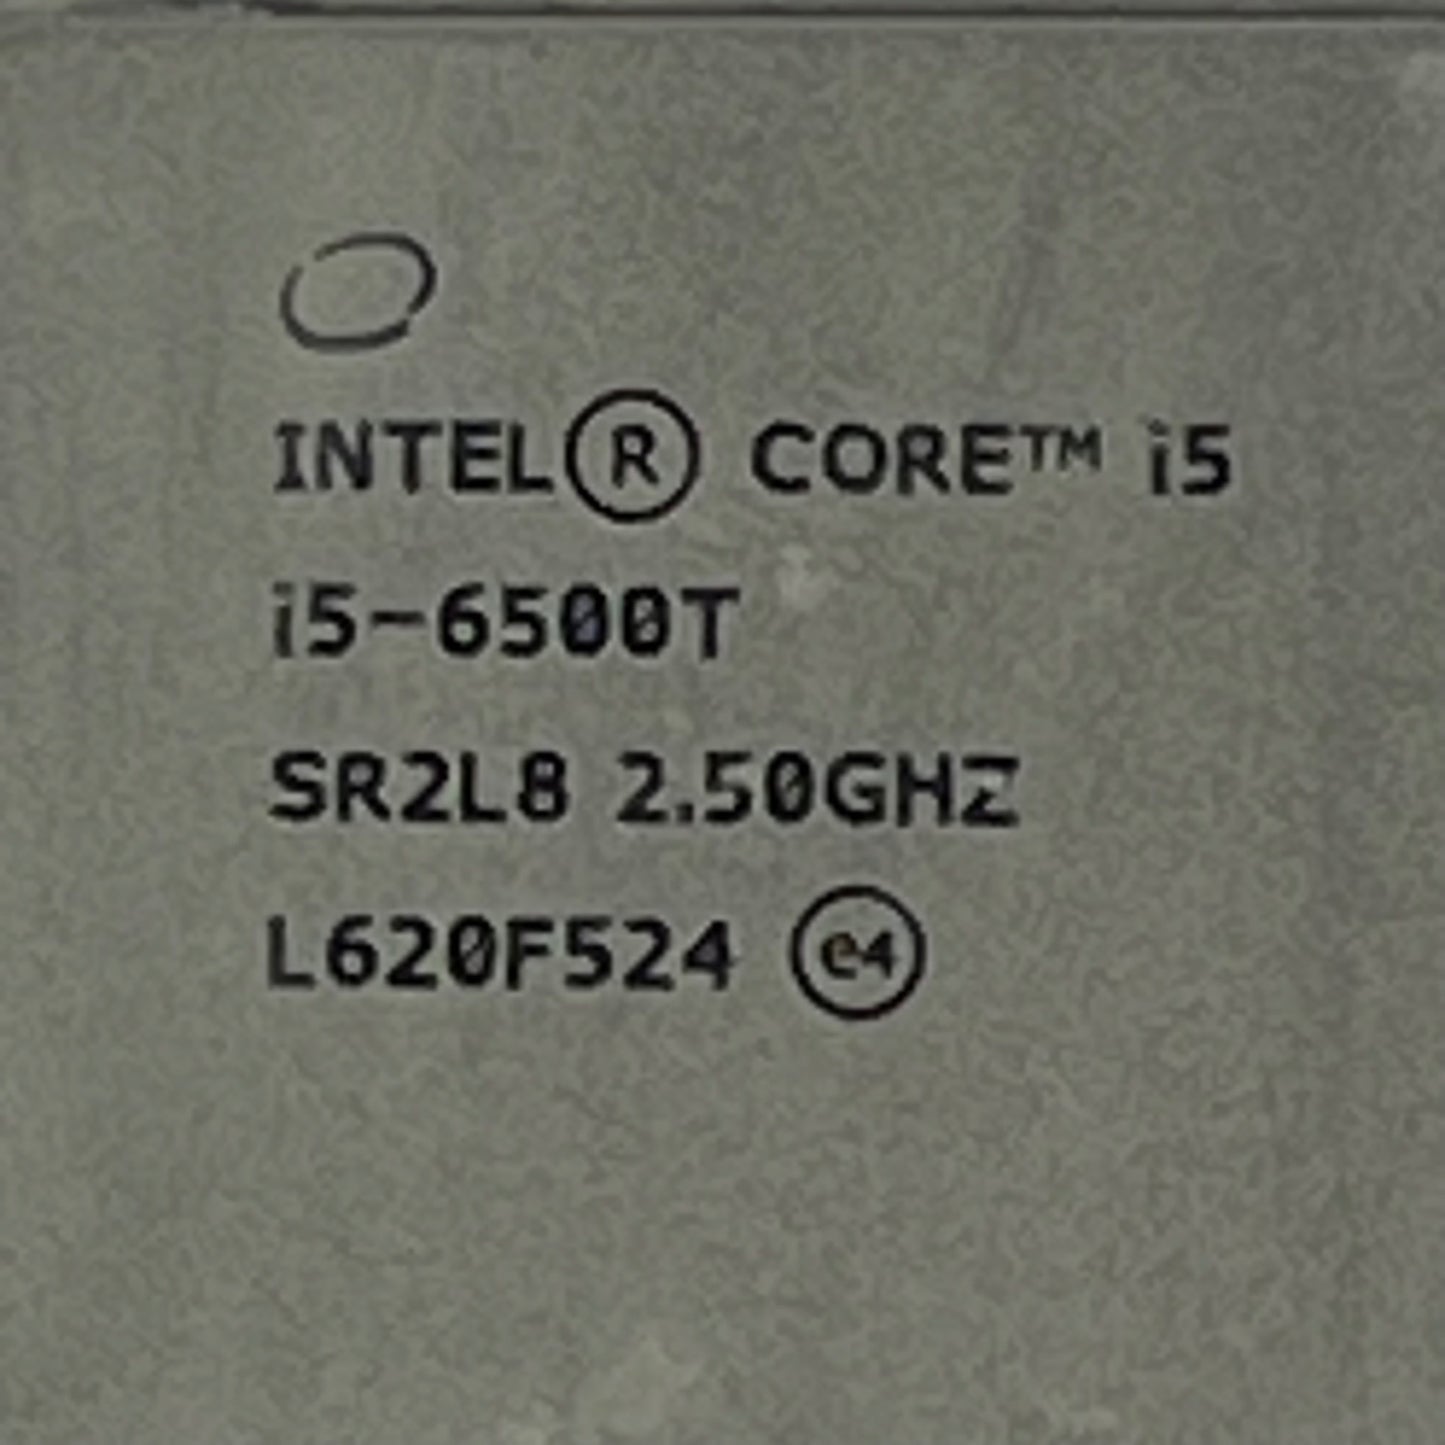 INTEL® CORE™ i5
i5-6500T
SR2L8 2.50GHZ
L620F524 e4